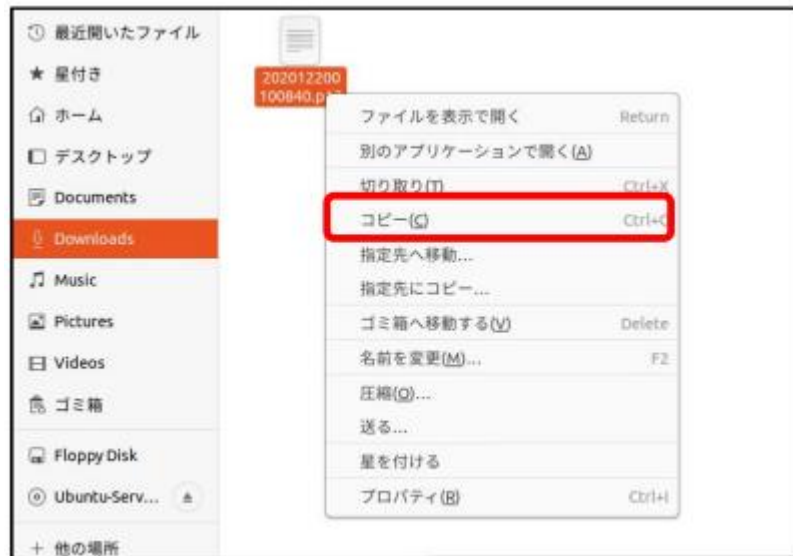 最近開いたファイル
星付き
ホーム
デスクトップ
Documents
Downloads
Music
Pictures
Videos
ゴミ箱
Floppy Disk
Ubuntu-Serv...
+ 他の場所
202012200
ファイルを表示で開く Return
別のアプリケーションで開く(A)
切り取り(T) Ctrl+X
コピー(C) Ctrl+C
指定先へ移動...
指定先にコピー...
ゴミ箱へ移動する(V) Delete
名前を変更(M)... F2
圧縮(O)...
送る...
星を付ける
プロパティ(R) Ctrl+I